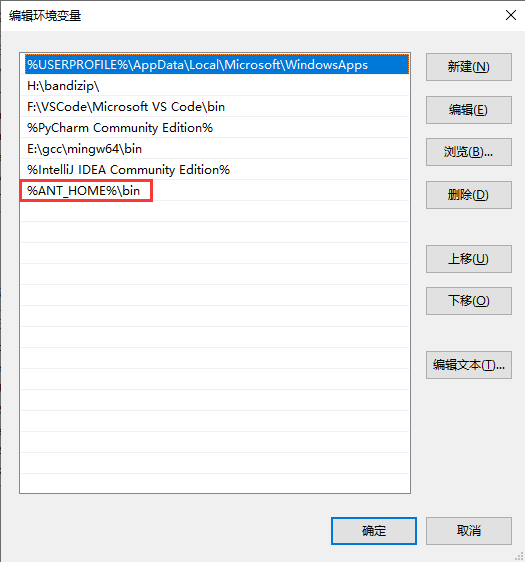 编辑环境变量
%USERPROFILE%\AppData\Local\Microsoft\WindowsApps
H:\bandizip\
F:\VSCode\Microsoft VS Code\bin
%PyCharm Community Edition%
E:\gcc\mingw64\bin
%IntelliJ IDEA Community Edition%
%ANT_HOME%\bin
新建(N)
编辑(E)
浏览(B)...
删除(D)
上移(U)
下移(O)
编辑文本(T)...
确定
取消